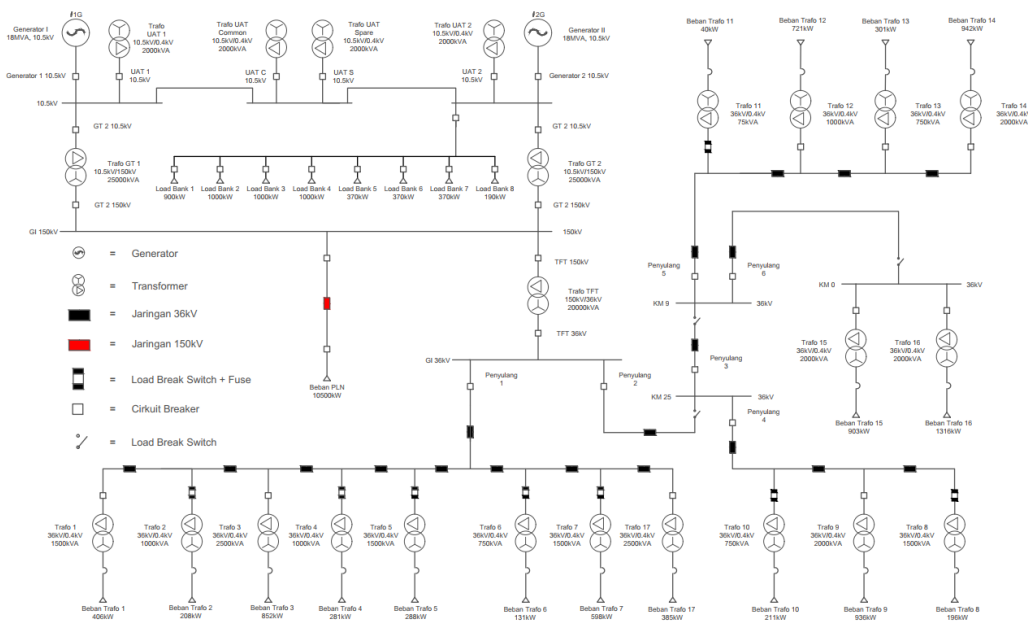 1G
Generator I
18MVA, 10.5kV
Trafo
UAT 1
10.5kV/0.4kV
2000kVA
Trafo UAT
Common
10.5kV/0.4kV
2000kVA
Trafo UAT
Spare
10.5kV/0.4kV
2000kVA
Trafo
UAT 2
10.5kV/0.4kV
2000kVA
2G
Generator II
18MVA, 10.5kV
Generator 1 10.5kV
UAT 1
10.5kV
UAT C
10.5kV
UAT S
10.5kV
UAT 2
10.5kV
Generator 2 10.5kV
10.5kV
10.5kV
GT 2 10.5kV
GT 2 10.5kV
Trafo GT 1
10.5kV/150kV
25000kVA
Trafo GT 2
10.5kV/150kV
25000kVA
Load Bank 1
900kW
Load Bank 2
1000kW
Load Bank 3
1000kW
Load Bank 4
1000kW
Load Bank 5
370kW
Load Bank 6
370kW
Load Bank 7
370kW
Load Bank 8
190kW
GT 2 150kV
GT 2 150kV
GI 150kV
150kV
TFT 150kV
Trafo TFT
150kV/36kV
20000kVA
TFT 36kV
GI 36kV
Beban PLN
10500kW
= Generator
= Transformer
= Jaringan 36kV
= Jaringan 150kV
= Load Break Switch + Fuse
= Cirkuit Breaker
= Load Break Switch
Beban Trafo 11
40kW
Beban Trafo 12
721kW
Beban Trafo 13
301kW
Beban Trafo 14
942kW
Trafo 11
36kV/0.4kV
75kVA
Trafo 12
36kV/0.4kV
1000kVA
Trafo 13
36kV/0.4kV
750kVA
Trafo 14
36kV/0.4kV
2000kVA
Penyulang
5
Penyulang
6
KM 9
36kV
KM 0
36kV
Trafo 15
36kV/0.4kV
2000kVA
Trafo 16
36kV/0.4kV
2000kVA
Beban Trafo 15
903kW
Beban Trafo 16
1316kW
Penyulang
3
Penyulang
1
Penyulang
2
KM 25
36kV
Penyulang
4
Trafo 1
36kV/0.4kV
1500kVA
Trafo 2
36kV/0.4kV
1000kVA
Trafo 3
36kV/0.4kV
2500kVA
Trafo 4
36kV/0.4kV
1000kVA
Trafo 5
36kV/0.4kV
1500kVA
Trafo 6
36kV/0.4kV
750kVA
Trafo 7
36kV/0.4kV
1500kVA
Trafo 17
36kV/0.4kV
2500kVA
Trafo 10
36kV/0.4kV
750kVA
Trafo 9
36kV/0.4kV
2000kVA
Trafo 8
36kV/0.4kV
1500kVA
Beban Trafo 1
406kW
Beban Trafo 2
208kW
Beban Trafo 3
852kW
Beban Trafo 4
281kW
Beban Trafo 5
288kW
Beban Trafo 6
131kW
Beban Trafo 7
598kW
Beban Trafo 17
385kW
Beban Trafo 10
211kW
Beban Trafo 9
936kW
Beban Trafo 8
196kW